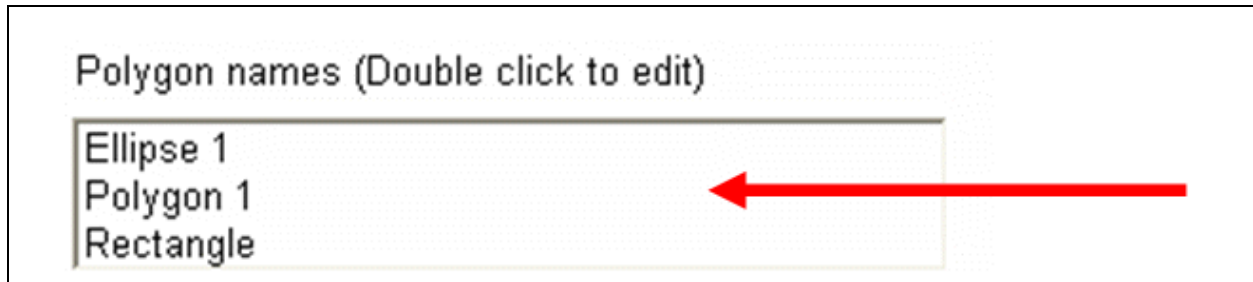 Polygon names (Double click to edit)
Ellipse 1
Polygon 1
Rectangle